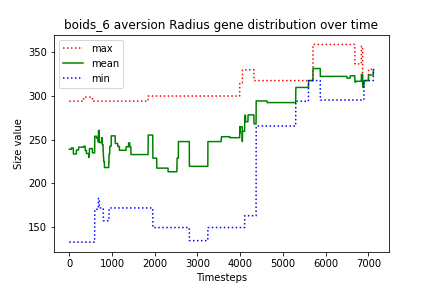 boids_6 aversion Radius gene distribution over time
max
mean
min
Size value
350
300
250
200
150
0
1000
2000
3000
4000
5000
6000
7000
Timesteps